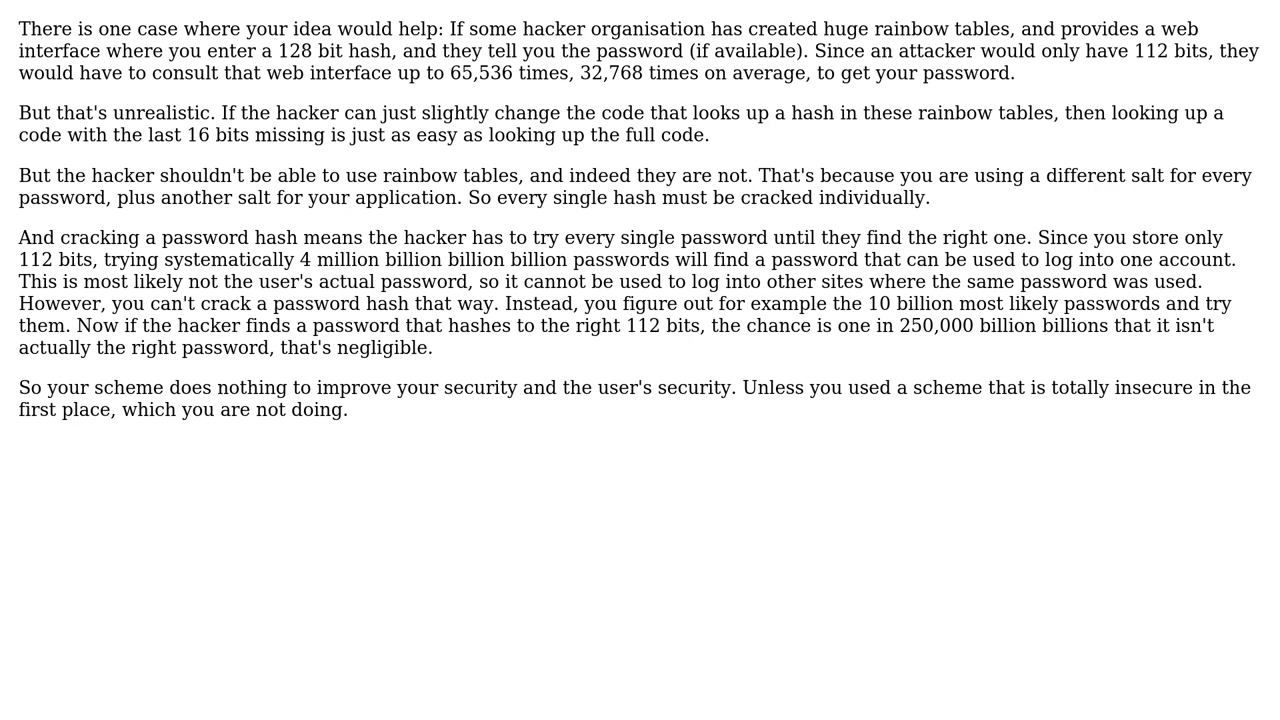 There is one case where your idea would help: If some hacker organisation has created huge rainbow tables, and provides a web
interface where you enter a 128 bit hash, and they tell you the password (if available). Since an attacker would only have 112 bits, they
would have to consult that web interface up to 65,536 times, 32,768 times on average, to get your password.
But that's unrealistic. If the hacker can just slightly change the code that looks up a hash in these rainbow tables, then looking up a
code with the last 16 bits missing is just as easy as looking up the full code.
But the hacker shouldn't be able to use rainbow tables, and indeed they are not. That's because you are using a different salt for every
password, plus another salt for your application. So every single hash must be cracked individually.
And cracking a password hash means the hacker has to try every single password until they find the right one. Since you store only
112 bits, trying systematically 4 million billion billion billion passwords will find a password that can be used to log into one account.
This is most likely not the user's actual password, so it cannot be used to log into other sites where the same password was used.
However, you can't crack a password hash that way. Instead, you figure out for example the 10 billion most likely passwords and try
them. Now if the hacker finds a password that hashes to the right 112 bits, the chance is one in 250,000 billion billions that it isn't
actually the right password, that's negligible.
So your scheme does nothing to improve your security and the user's security. Unless you used a scheme that is totally insecure in the
first place, which you are not doing.